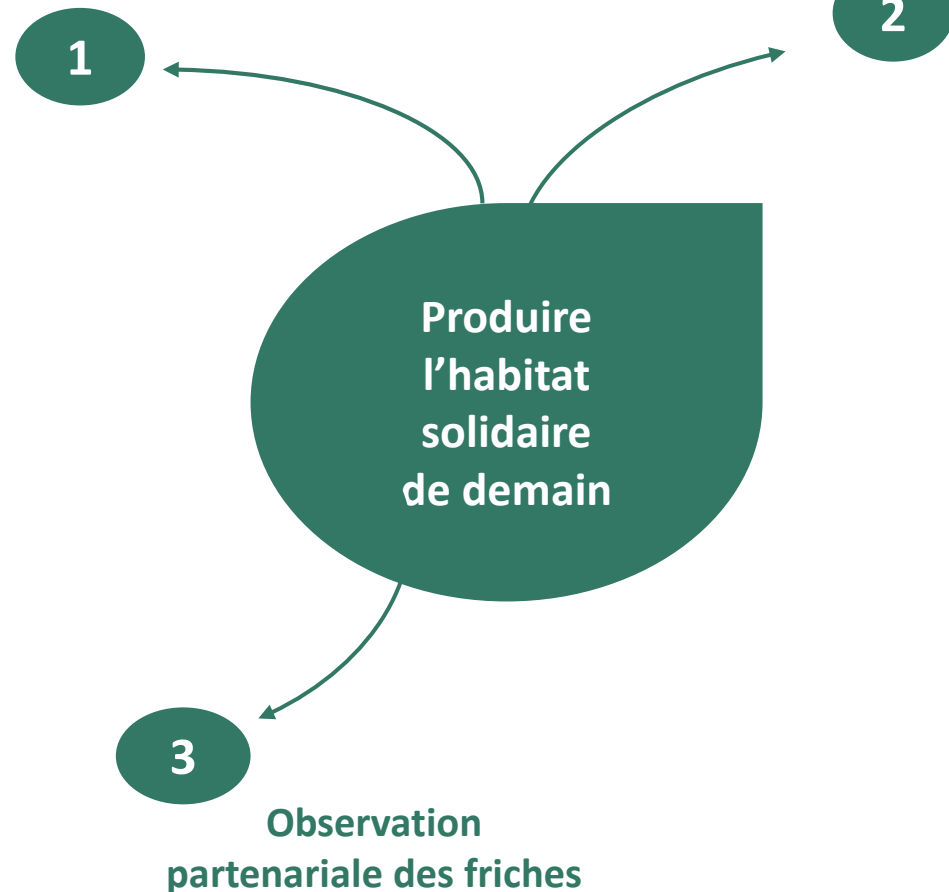 1
2
Produire
l’habitat
solidaire
de demain
3
Observation
partenariale des friches